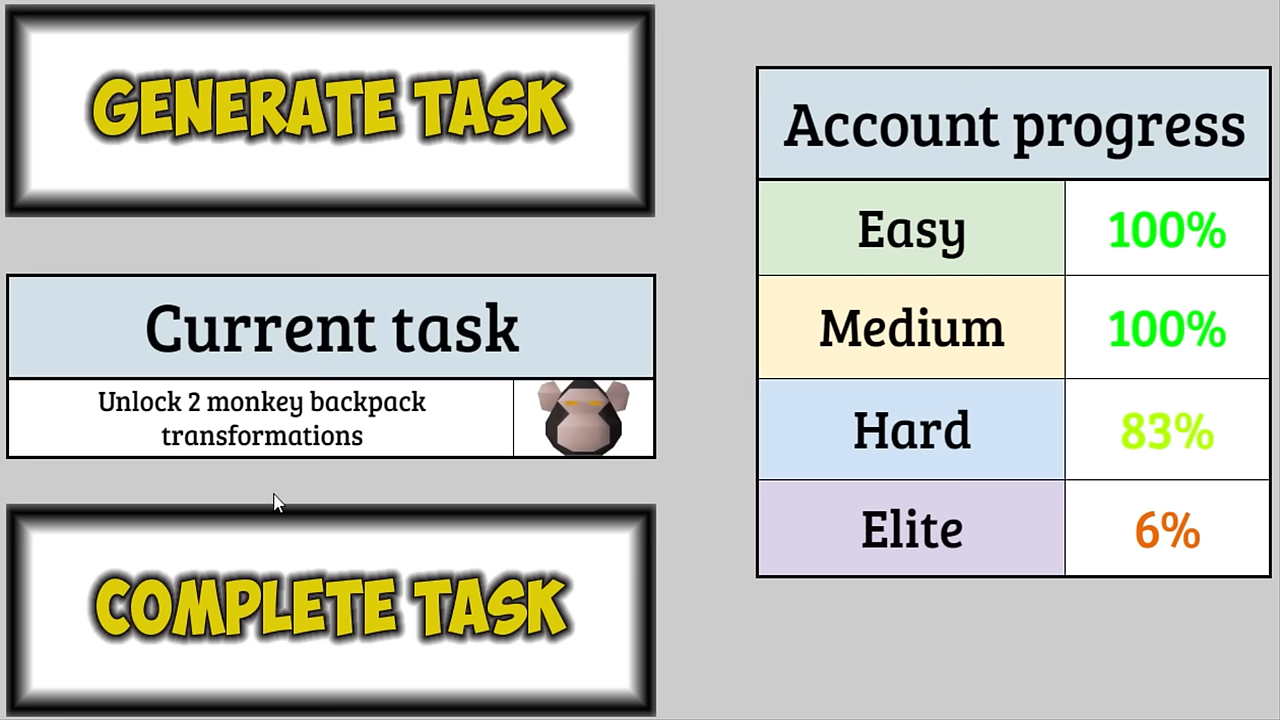 GENERATE TASK
Current task
Unlock 2 monkey backpack
transformations
COMPLETE TASK
Account progress
Easy 100%
Medium 100%
Hard 83%
Elite 6%